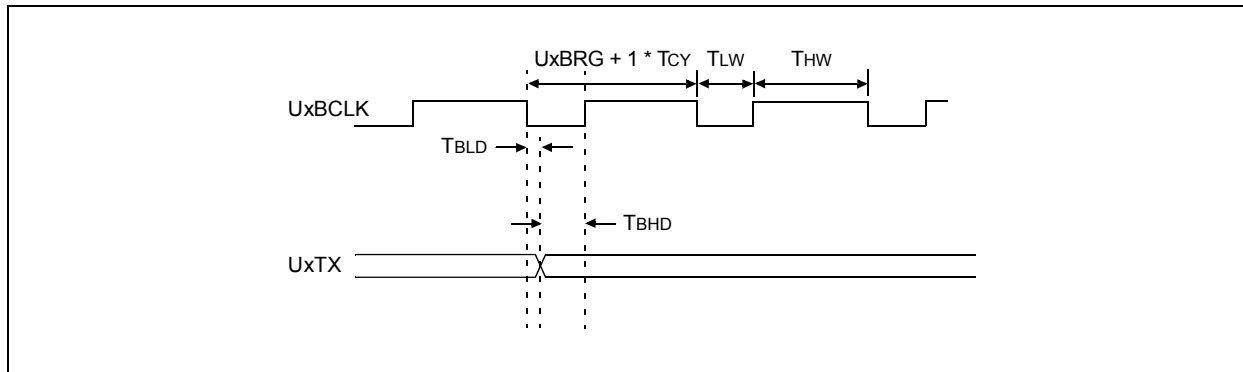 UxBRG + 1 * TCY TLW THW
UxBCLK
TBLD
TBHD
UxTX